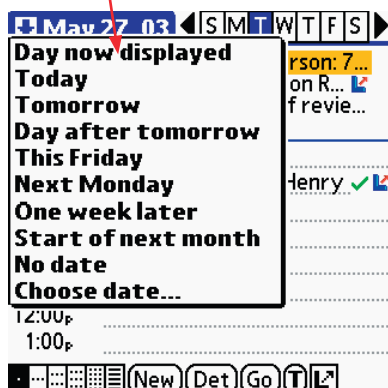 May 27, 03 S M T W T F S
Day now displayed
Today
Tomorrow
Day after tomorrow
This Friday
Next Monday
One week later
Start of next month
No date
Choose date...
rson: 7...
on R...
f revie...
Henry
12:00p
1:00p
New Det Go T